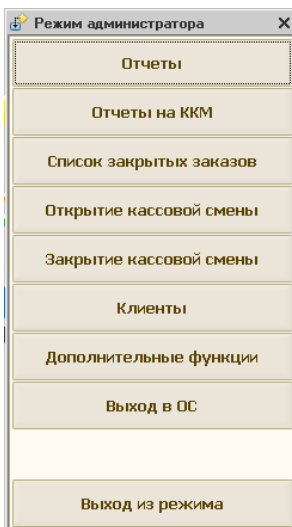 Режим администратора
Отчеты
Отчеты на ККМ
Список закрытых заказов
Открытие кассовой смены
Закрытие кассовой смены
Клиенты
Дополнительные функции
Выход в ОС
Выход из режима